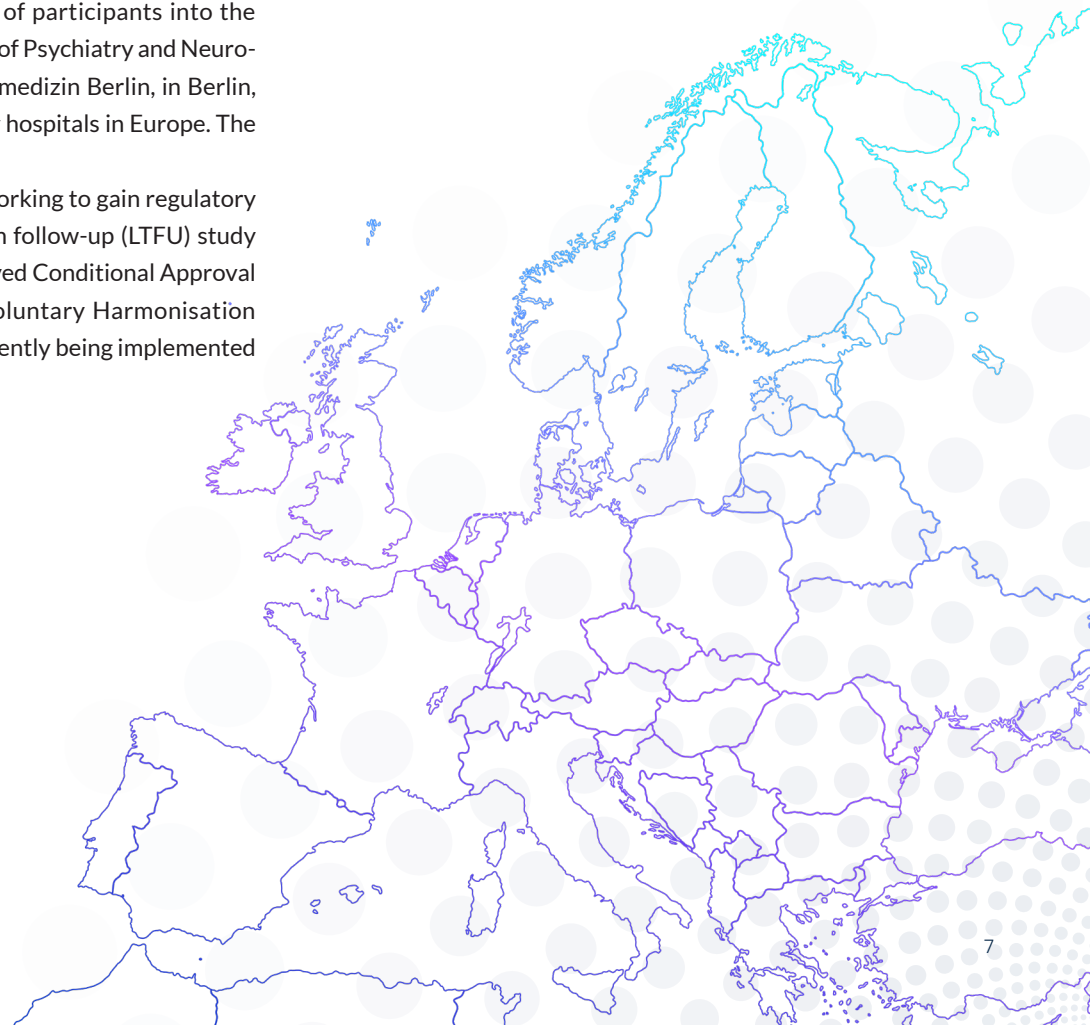 of participants into the
of Psychiatry and Neuro-
medizin Berlin, in Berlin,
hospitals in Europe. The
orking to gain regulatory
follow-up (LTFU) study
ved Conditional Approval
oluntary Harmonisation
ently being implemented
7